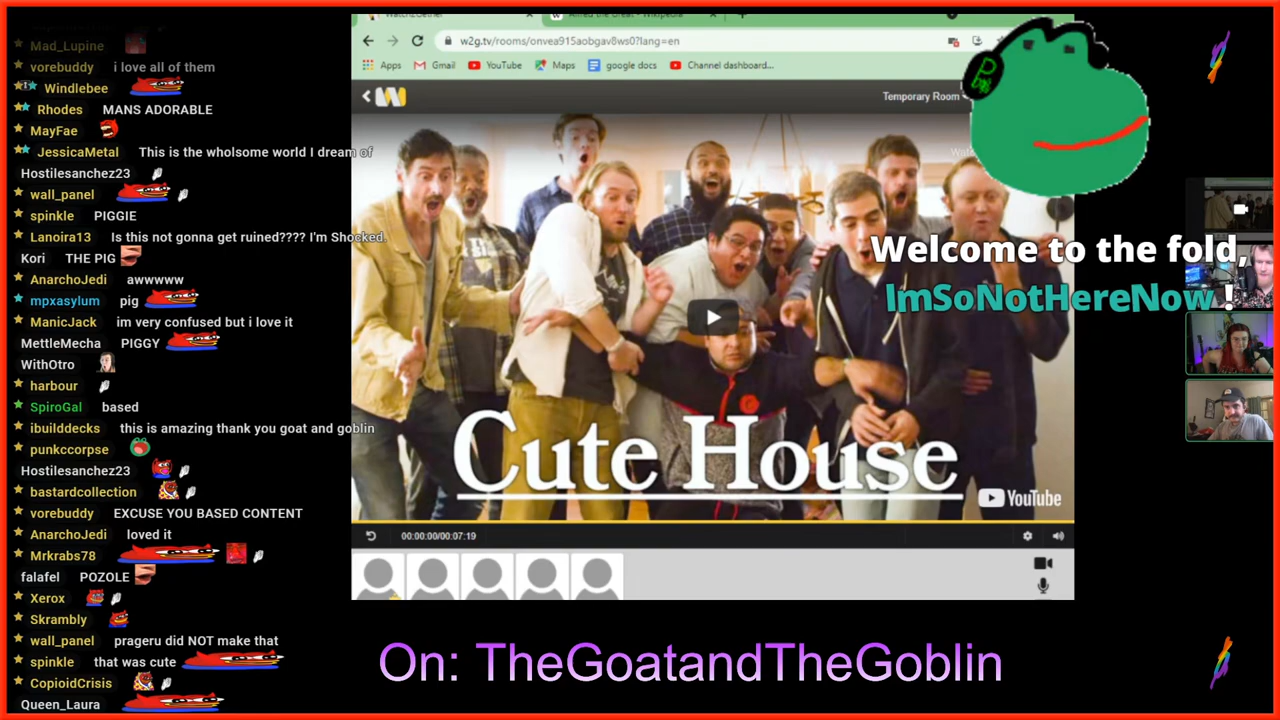 Mad_Lupine
vorebuddy i love all of them
Windlebee
Rhodes MANS ADORABLE
MayFae
JessicaMetal This is the wholsome world I dream of
Hostilesanchez23
wall_panel
spinkle PIGGIE
Lanoira13 Is this not gonna get ruined???? I'm Shocked.
Kori THE PIG
AnarchoJedi awwwww
mpxasylum pig
ManicJack im very confused but i love it
MettleMecha PIGGY
WithOtro
harbour
SpiroGal based
ibuilddecks this is amazing thank you goat and goblin
punkccorpse
Hostilesanchez23
bastardcollection
vorebuddy EXCUSE YOU BASED CONTENT
AnarchoJedi loved it
Mrkrabs78
falafel POZOLE
Xerox
Skrambly
wall_panel prageru did NOT make that
spinkle that was cute
CopioidCrisis
Queen_Laura
Alfred the Great - Wikipedia
w2g.tv/rooms/onvea915aobgav8ws0?lang=en
Apps Gmail YouTube Maps google docs Channel dashboard...
Temporary Room
Welcome to the fold,
ImSoNotHereNow !
Cute House
YouTube
00:00:00/00:07:19
On: TheGoatandTheGoblin